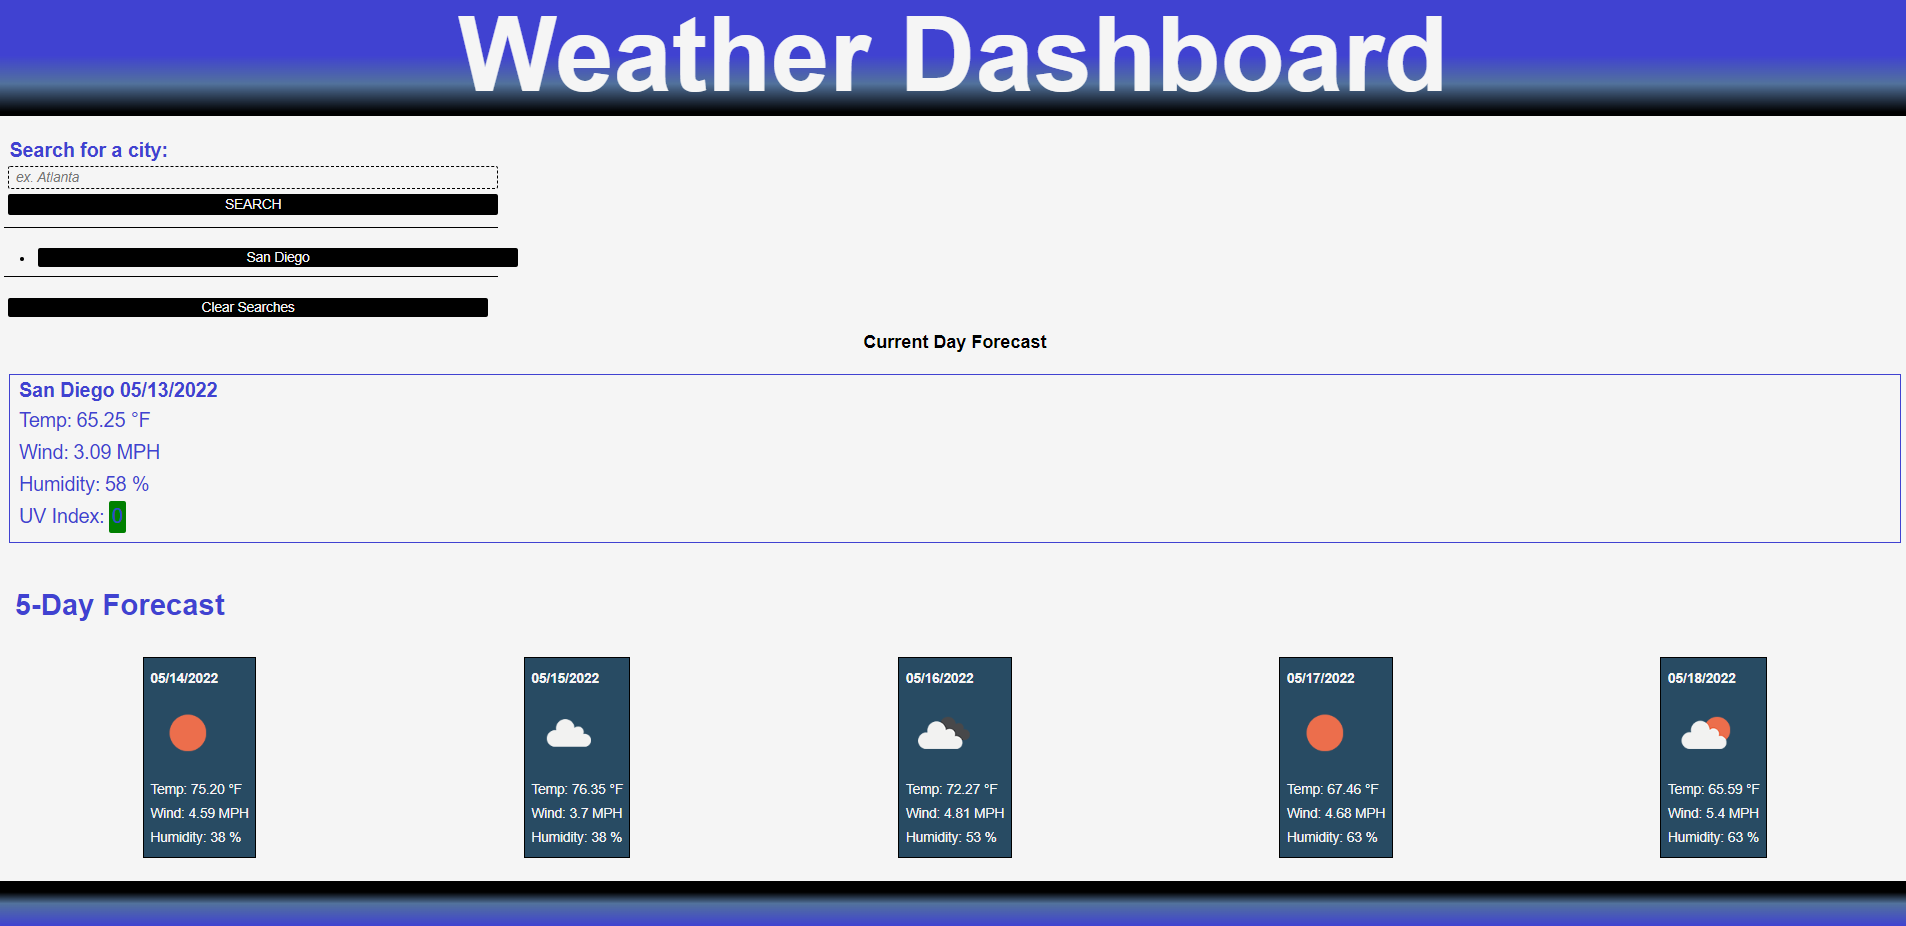 Weather Dashboard
Search for a city:
ex. Atlanta
SEARCH
San Diego
Clear Searches
Current Day Forecast
San Diego 05/13/2022
Temp: 65.25 °F
Wind: 3.09 MPH
Humidity: 58 %
UV Index: 0
5-Day Forecast
05/14/2022
Temp: 75.20 °F
Wind: 4.59 MPH
Humidity: 38 %
05/15/2022
Temp: 76.35 °F
Wind: 3.7 MPH
Humidity: 38 %
05/16/2022
Temp: 72.27 °F
Wind: 4.81 MPH
Humidity: 53 %
05/17/2022
Temp: 67.46 °F
Wind: 4.68 MPH
Humidity: 63 %
05/18/2022
Temp: 65.59 °F
Wind: 5.4 MPH
Humidity: 63 %